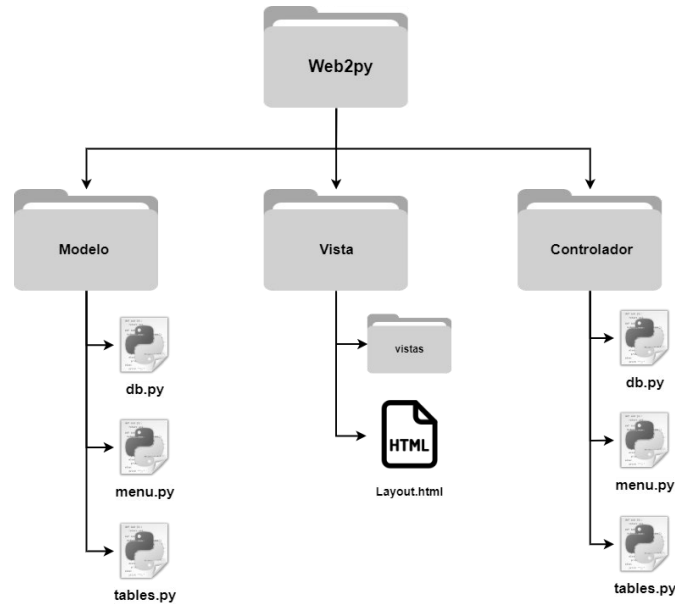 Web2py
Modelo
Vista
Controlador
db.py
vistas
db.py
menu.py
HTML
Layout.html
menu.py
tables.py
tables.py